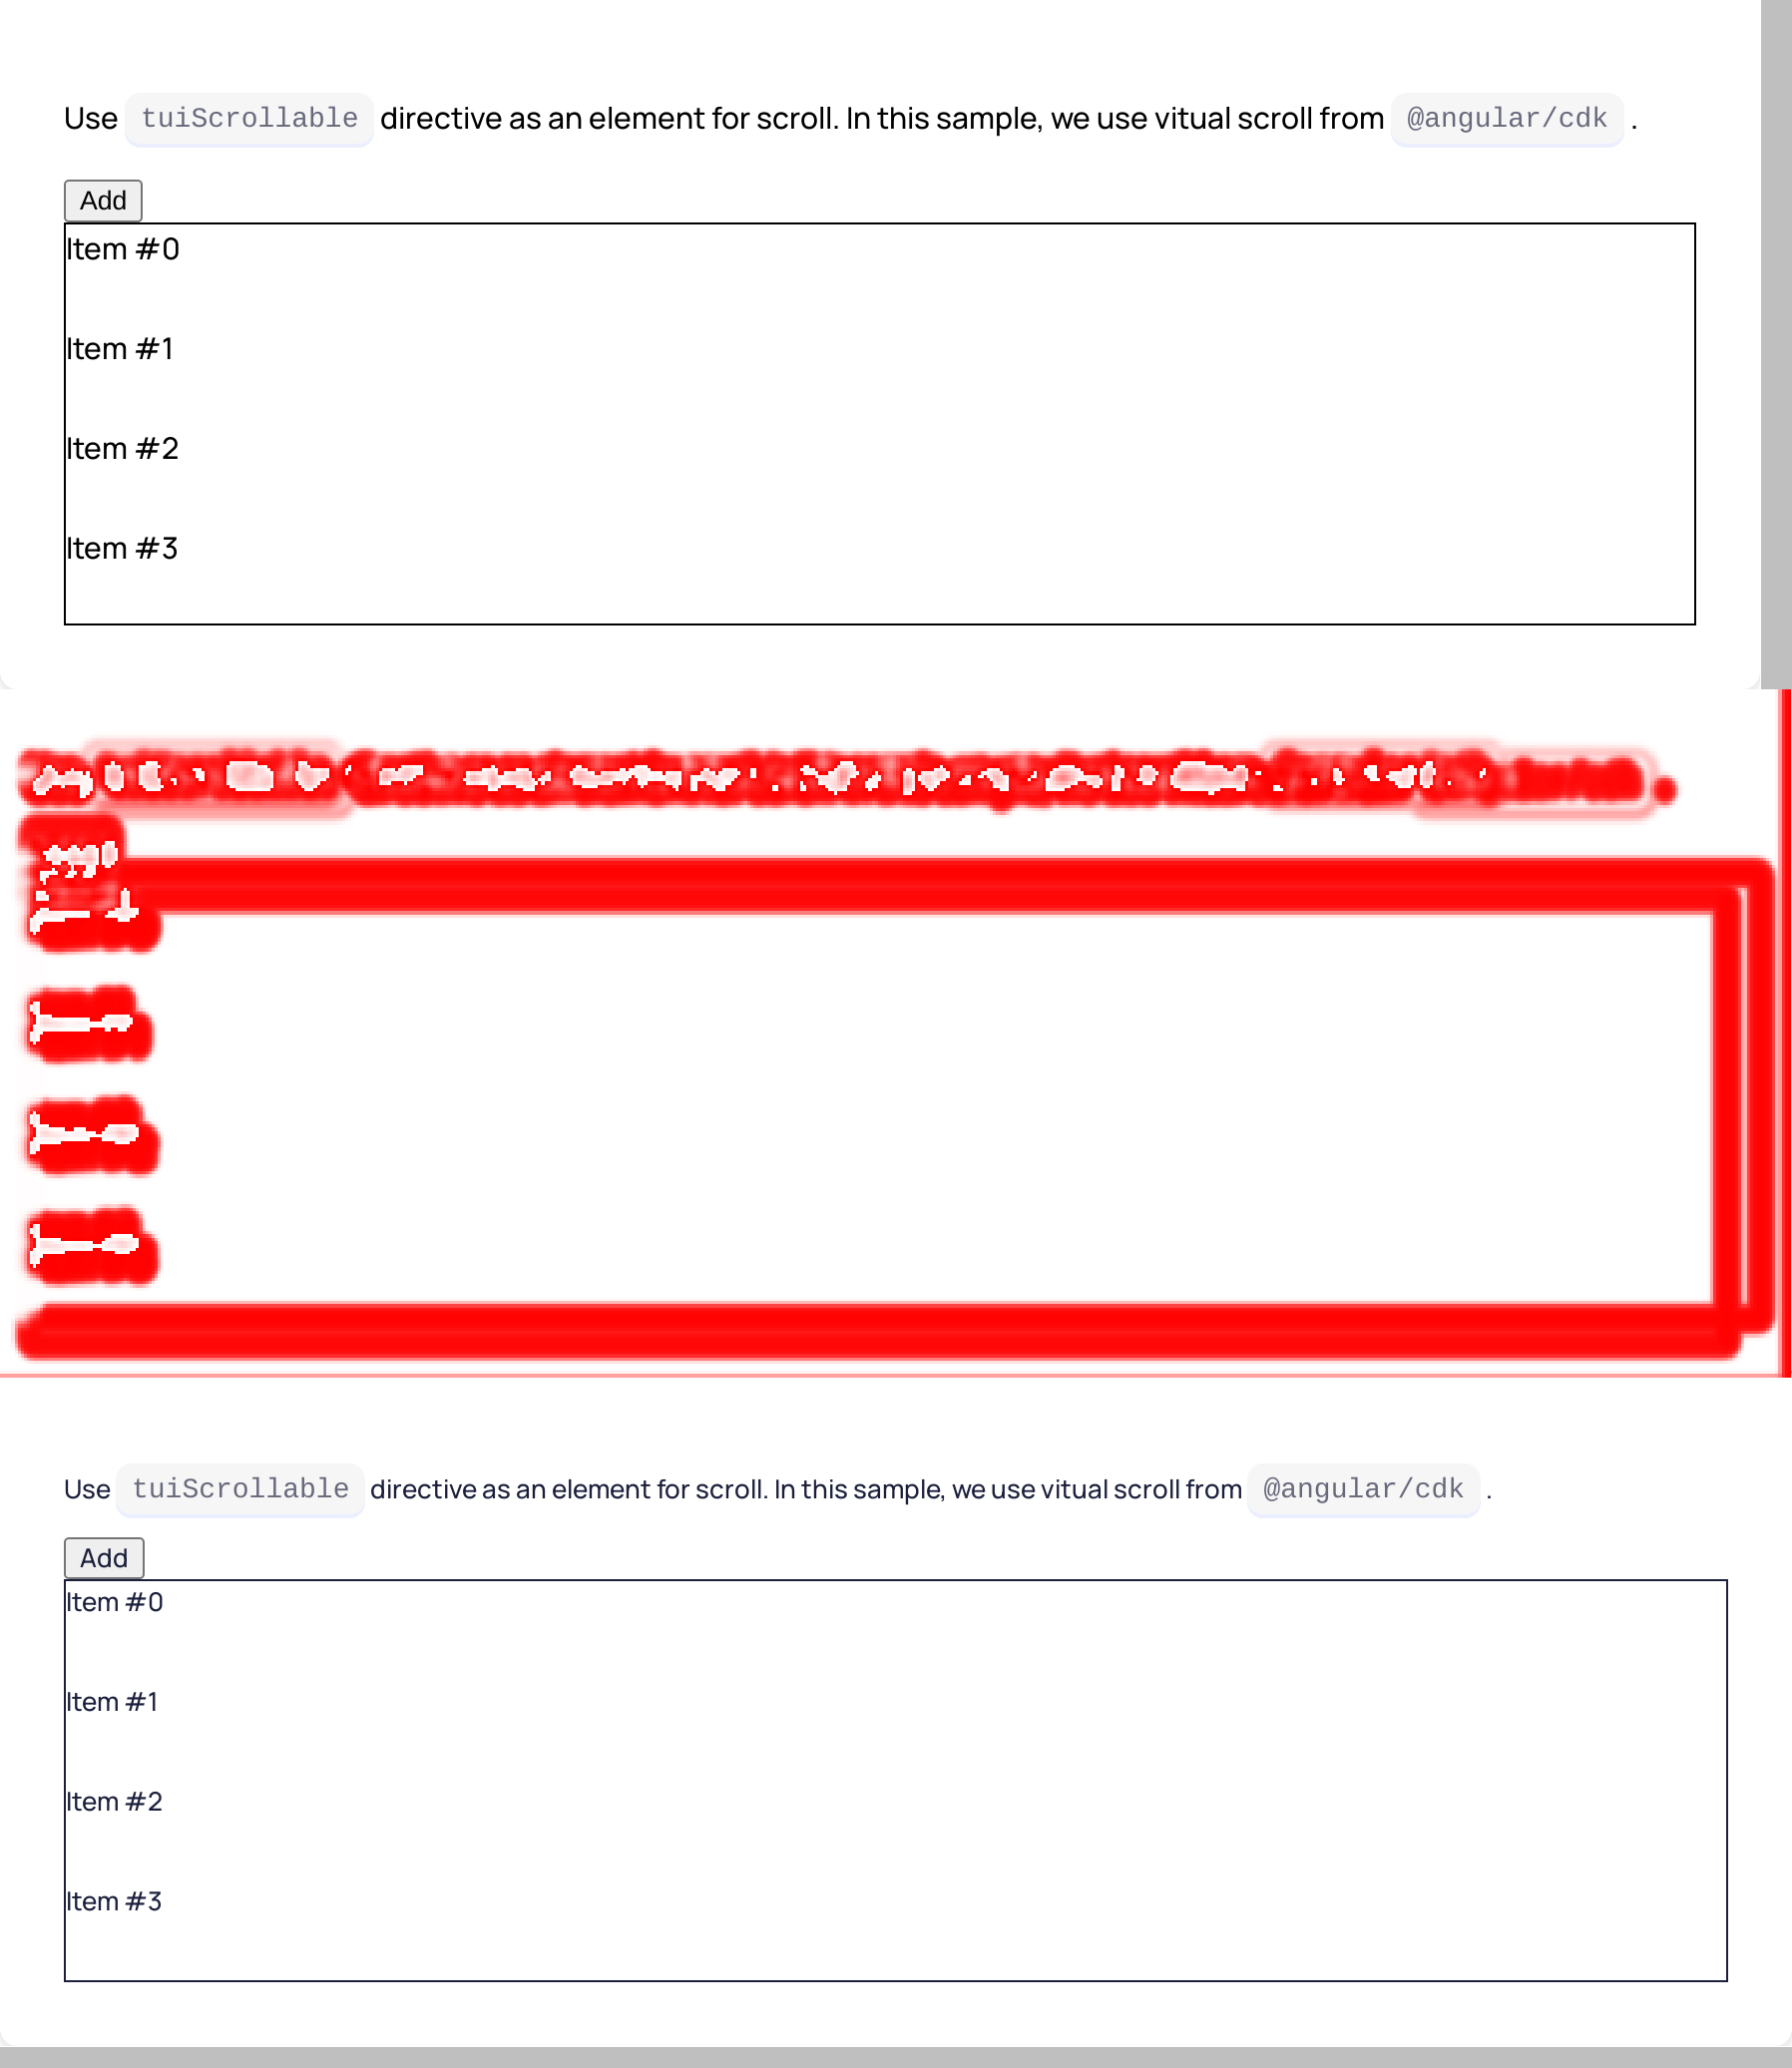 Use tuiScrollable directive as an element for scroll. In this sample, we use vitual scroll from @angular/cdk .
Add
Item #0
Item #1
Item #2
Item #3
Use tuiScrollable directive as an element for scroll. In this sample, we use vitual scroll from @angular/cdk .
Add
Item #0
Item #1
Item #2
Item #3